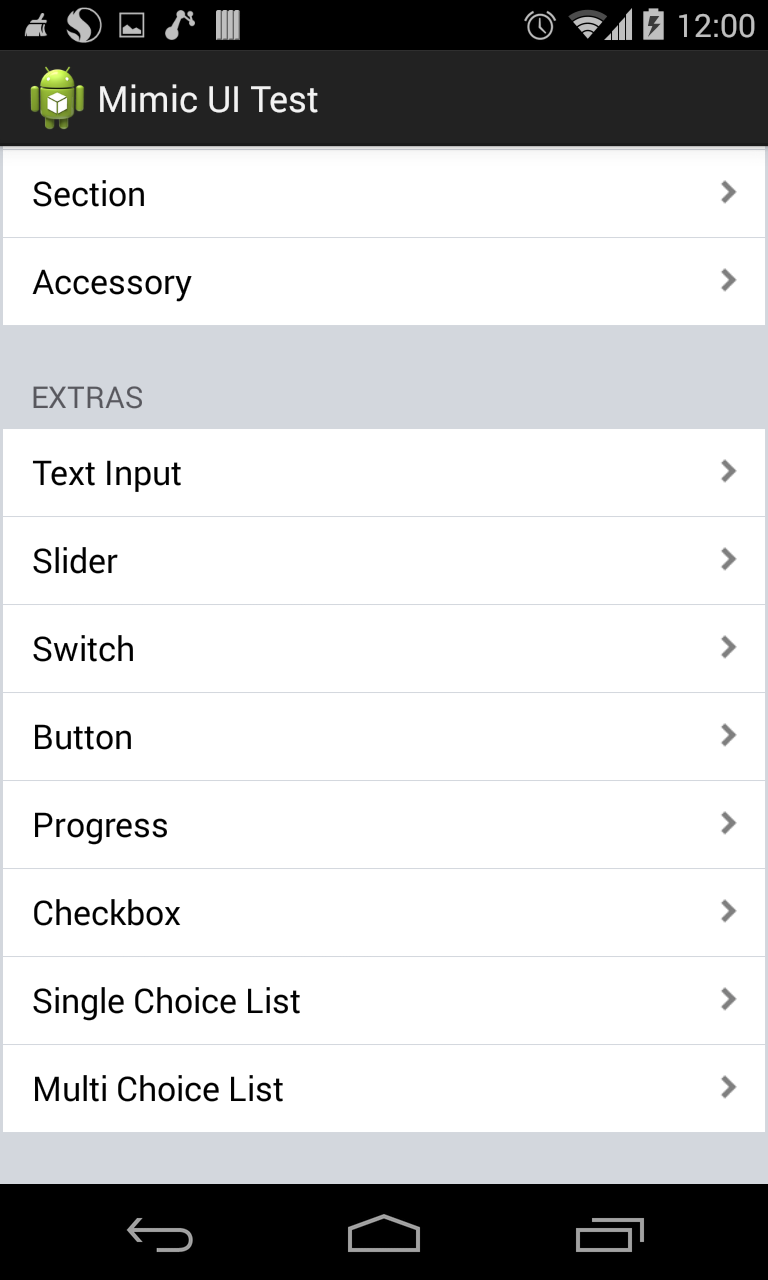 12:00
Mimic UI Test
Section
Accessory
EXTRAS
Text Input
Slider
Switch
Button
Progress
Checkbox
Single Choice List
Multi Choice List